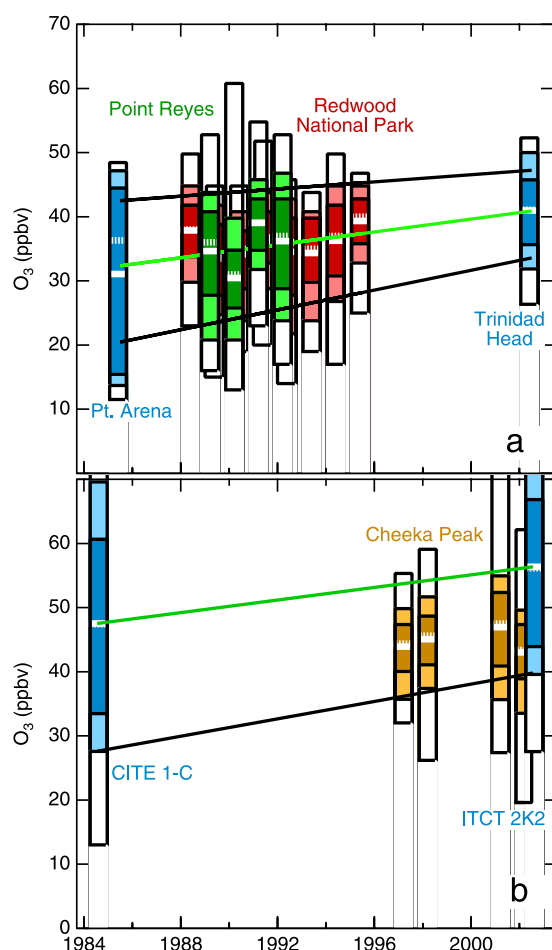 70
60
50
40
30
20
10
O₃ (ppbv)
Point Reyes
Redwood
National Park
Pt. Arena
Trinidad
Head
a
60
50
40
30
20
10
0
O₃ (ppbv)
Cheeka Peak
CITE 1-C
ITCT 2K2
b
1984
1988
1992
1996
2000